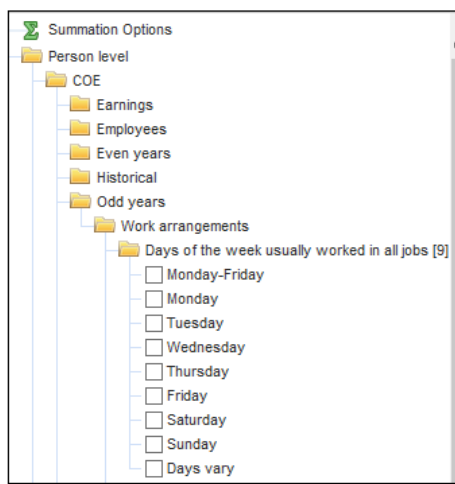 Summation Options
Person level
COE
Earnings
Employees
Even years
Historical
Odd years
Work arrangements
Days of the week usually worked in all jobs [9]
Monday-Friday
Monday
Tuesday
Wednesday
Thursday
Friday
Saturday
Sunday
Days vary